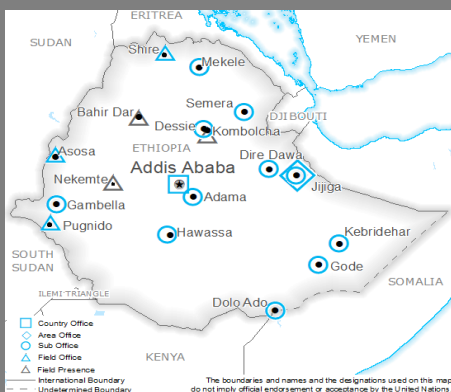 ERITREA
SUDAN
YEMEN
Shire
Mekele
Semera
Bahir Dar
DJIBOUTI
Dessie
Kombolcha
ETHIOPIA
Asosa
Dire Dawa
Addis Ababa
Nekemte
Jijiga
Gambella
Adama
Pugnido
Hawassa
Kebridehar
SOUTH
SUDAN
Gode
SOMALIA
ILEMI TRIANGLE
Dolo Ado
Country Office
Area Office
Sub Office
Field Office
KENYA
Field Presence
International Boundary
Undetermined Boundary
The boundaries and names and the designations used on this map
do not imply official endorsement or acceptance by the United Nations.